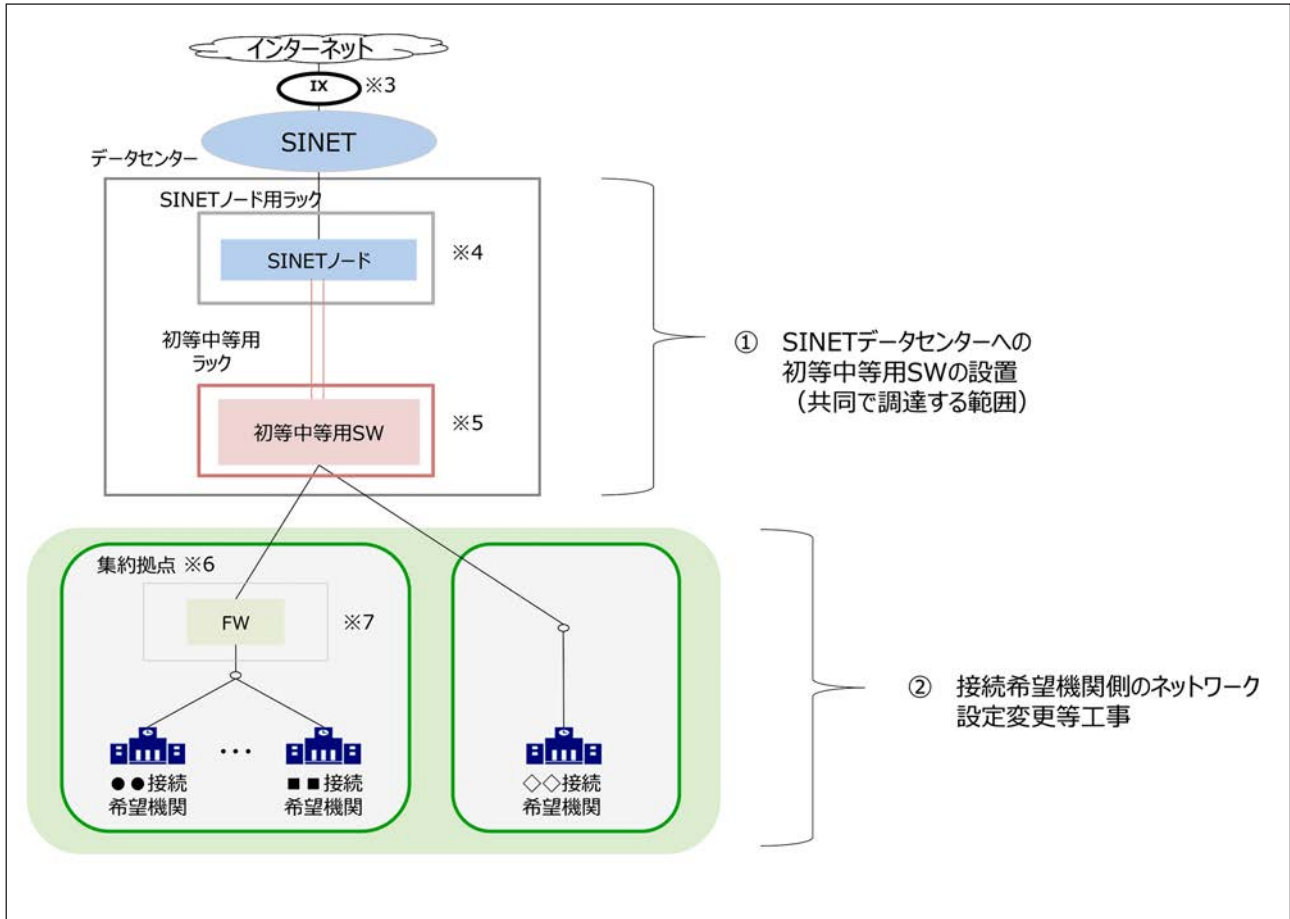 インターネット
IX ※3
SINET
データセンター
SINETノード用ラック
SINETノード
※4
初等中等用
ラック
初等中等用SW
※5
① SINETデータセンターへの
初等中等用SWの設置
（共同で調達する範囲）
集約拠点 ※6
FW
※7
● ●接続
希望機関
･･･
■ ■接続
希望機関
◇◇接続
希望機関
② 接続希望機関側のネットワーク
設定変更等工事